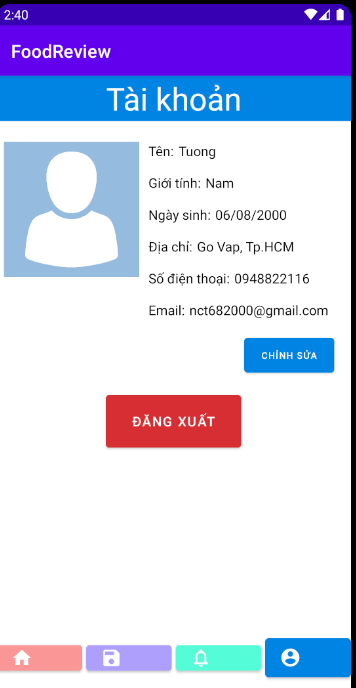 2:40
FoodReview
Tài khoản
Tên: Tuong
Giới tính: Nam
Ngày sinh: 06/08/2000
Địa chỉ: Go Vap, Tp.HCM
Số điện thoại: 0948822116
Email: nct682000@gmail.com
CHỈNH SỬA
ĐĂNG XUẤT